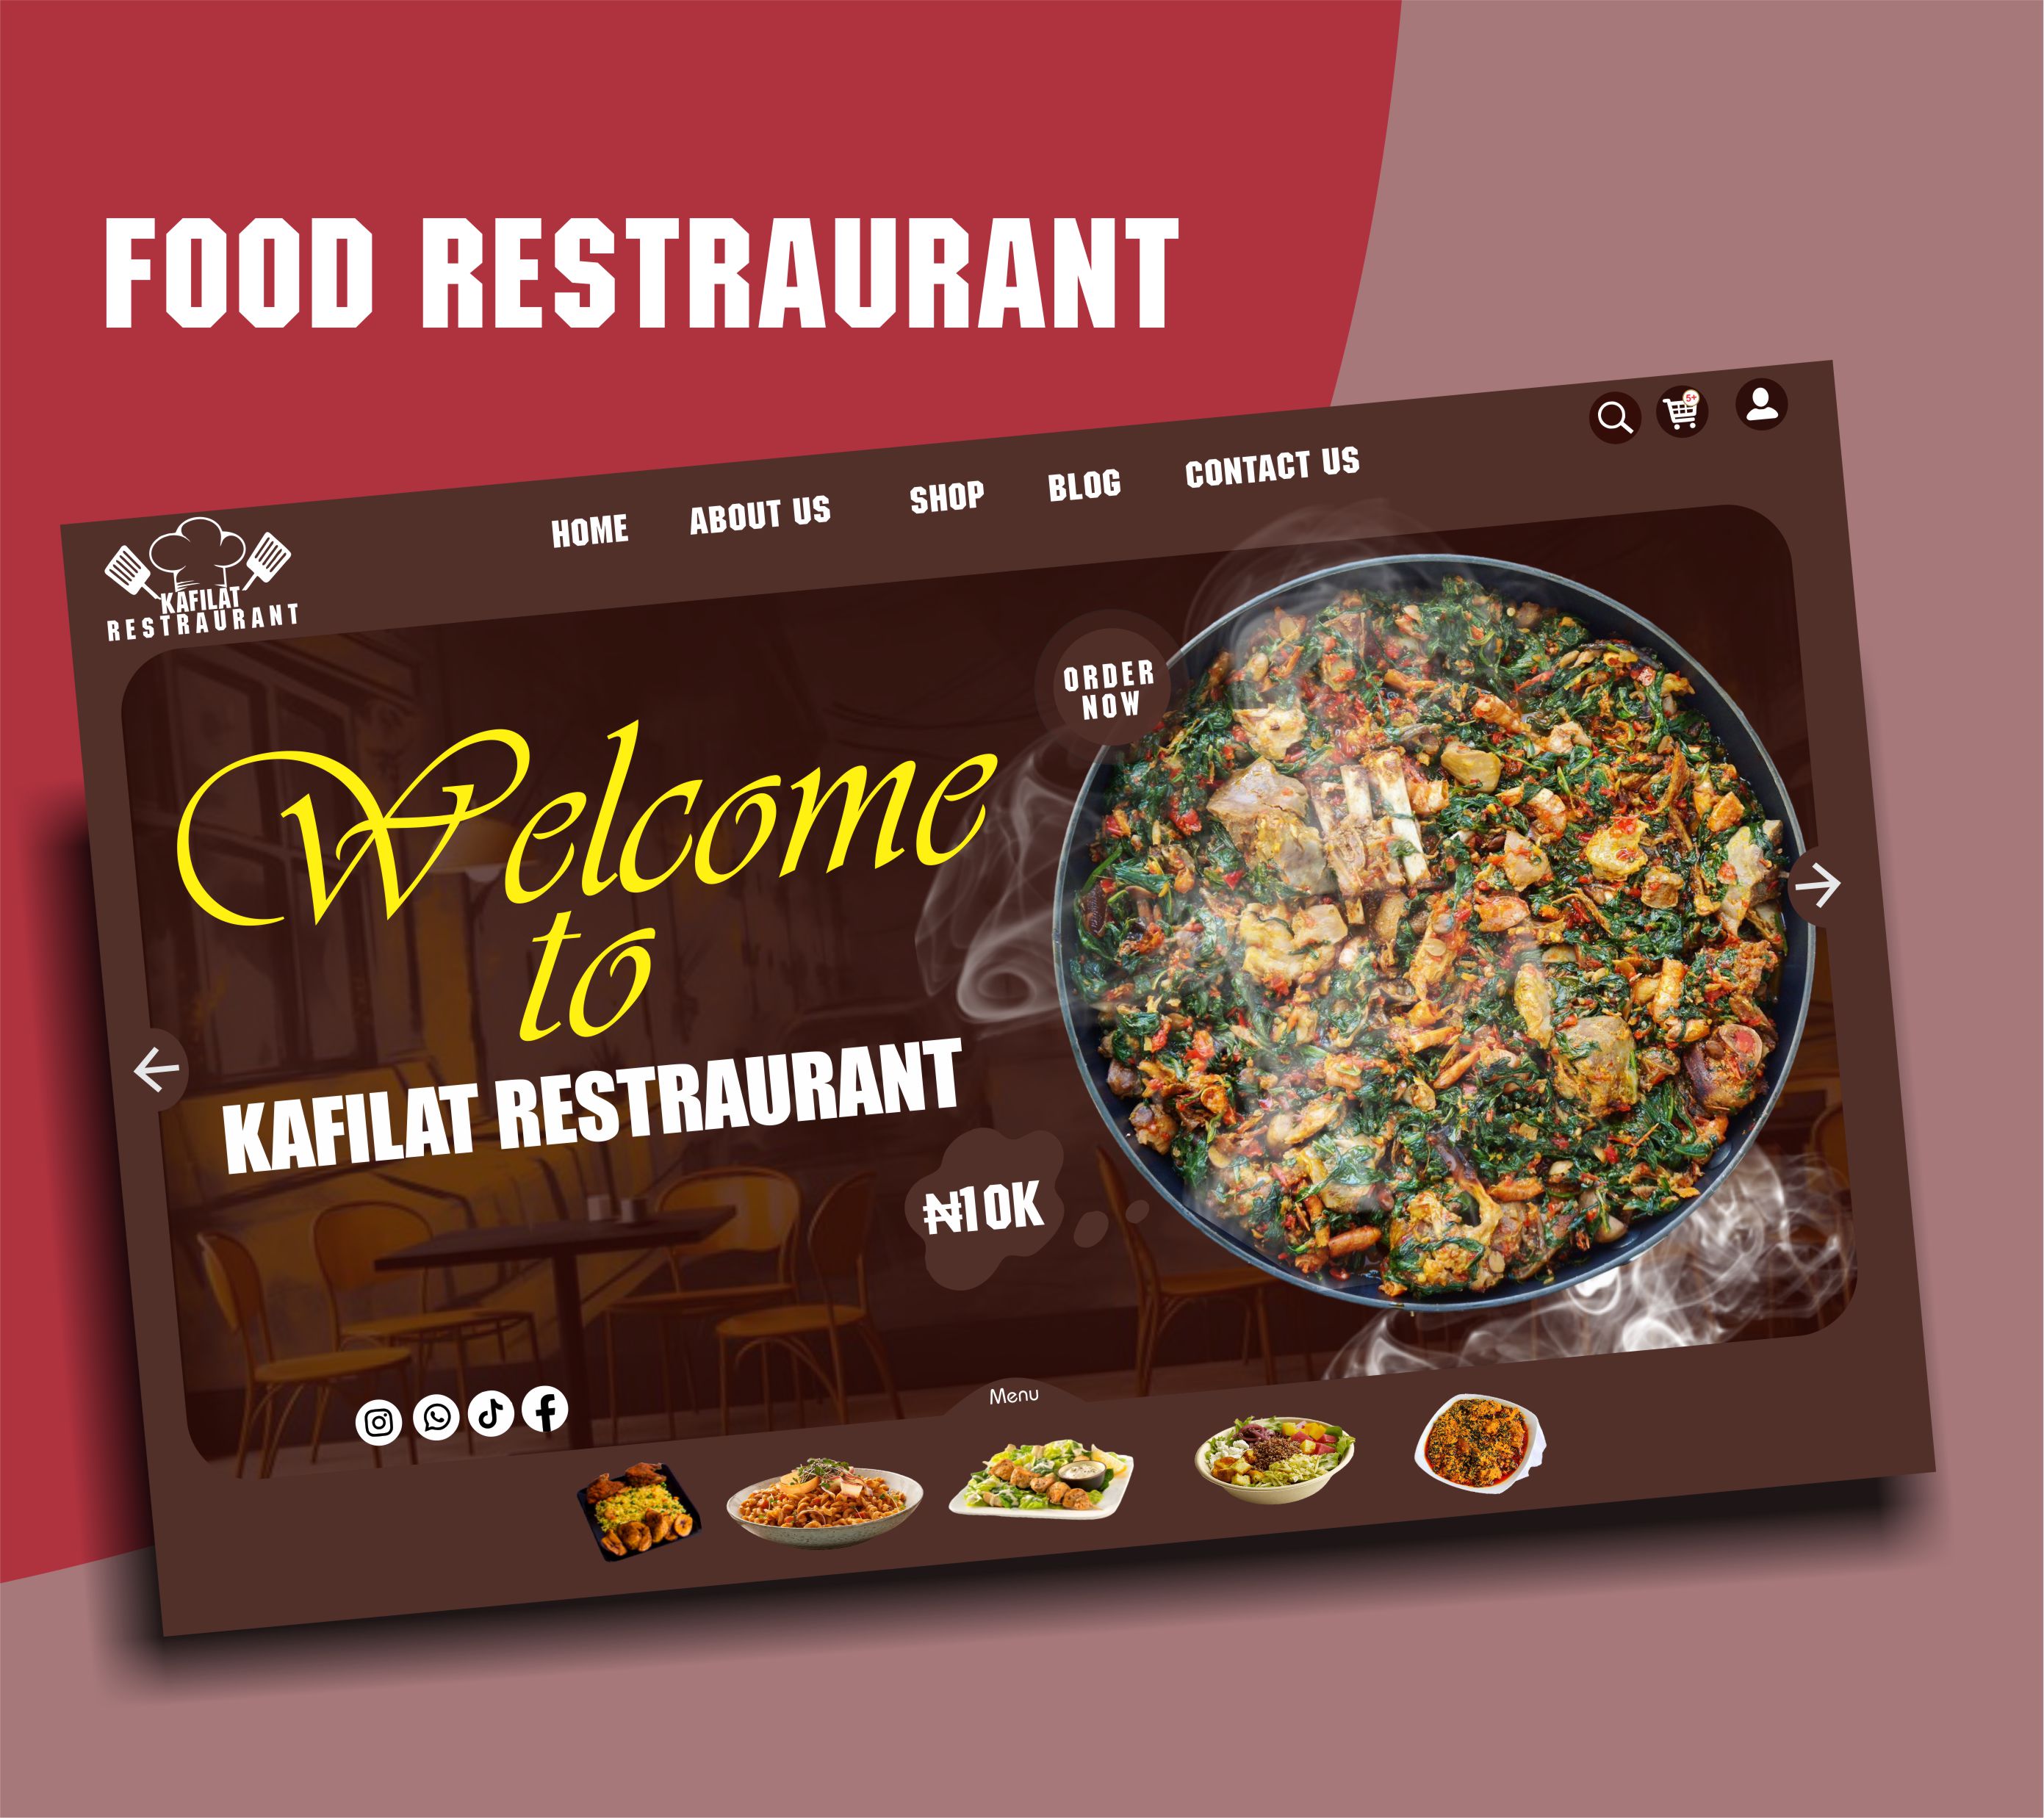 FOOD RESTRAURANT
KAFILAT
RESTRAURANT
HOME ABOUT US SHOP BLOG CONTACT US
5+
ORDER
NOW
Welcome
to
KAFILAT RESTRAURANT
₦10K
Menu